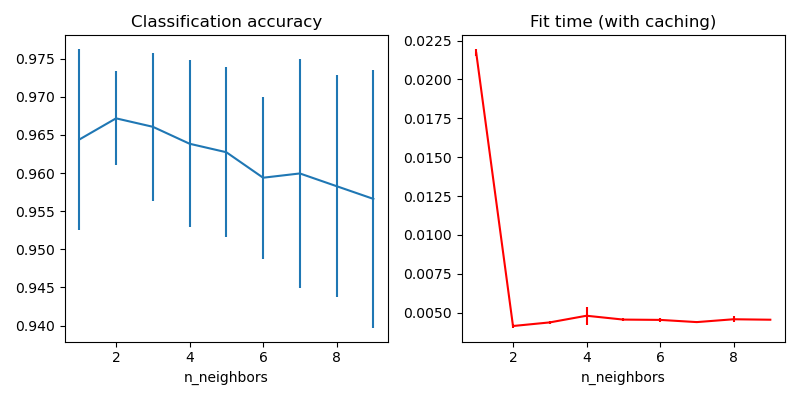 Classification accuracy
0.975
0.970
0.965
0.960
0.955
0.950
0.945
0.940
2 4 6 8
n_neighbors
Fit time (with caching)
0.0225
0.0200
0.0175
0.0150
0.0125
0.0100
0.0075
0.0050
2 4 6 8
n_neighbors